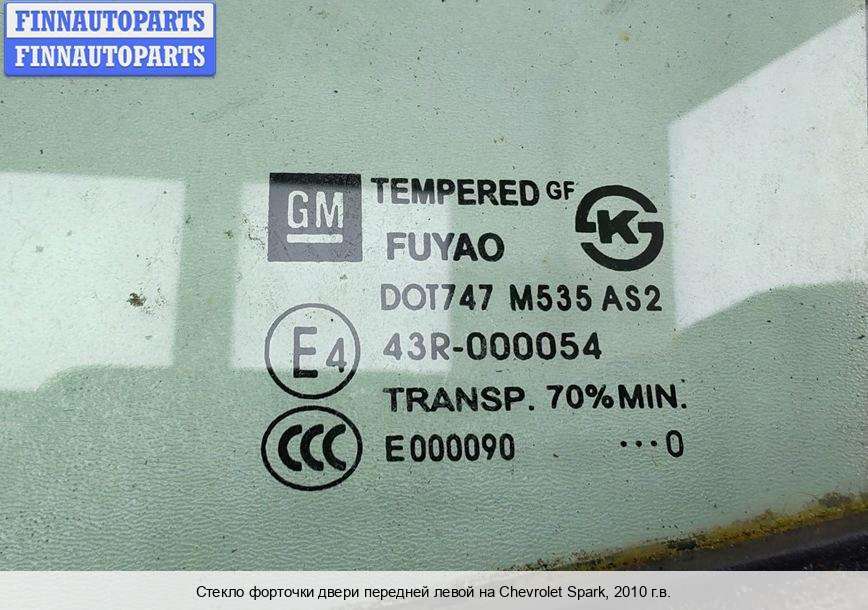 FINNAUTOPARTS
FINNAUTOPARTS
GM
TEMPERED GF
FUYAO
K
DOT747 M535 AS2
E4
43R-000054
TRANSP. 70% MIN.
CCC
E000090 ···0
Стекло форточки двери передней левой на Chevrolet Spark, 2010 г.в.